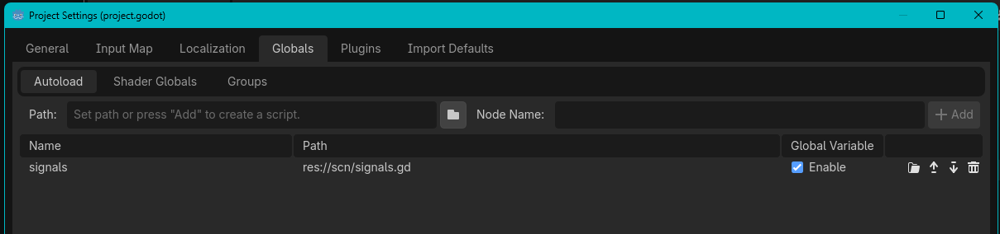 Project Settings (project.godot)
General Input Map Localization Globals Plugins Import Defaults
Autoload Shader Globals Groups
Path: Set path or press "Add" to create a script. Node Name: Add
Name Path Global Variable
signals res://scn/signals.gd Enable